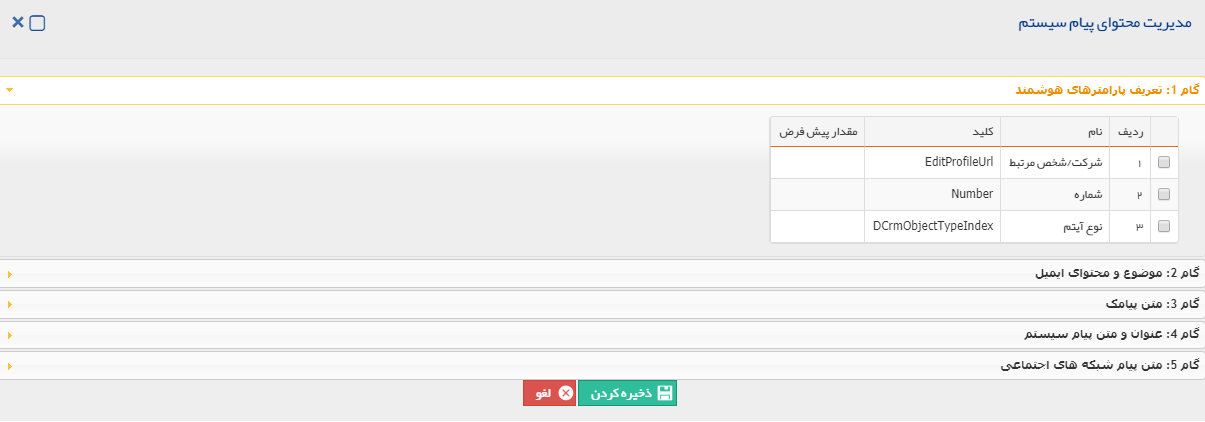 مدیریت محتوای پیام سیستم
گام 1: تعریف پارامترهای هوشمند
ردیف نام کلید مقدار پیش فرض
۱ شرکت/شخص مرتبط EditProfileUrl
۲ شماره Number
۳ نوع آیتم DCrmObjectTypeIndex
گام 2: موضوع و محتوای ایمیل
گام 3: متن پیامک
گام 4: عنوان و متن پیام سیستم
گام 5: متن پیام شبکه های اجتماعی
ذخیره کردن لغو